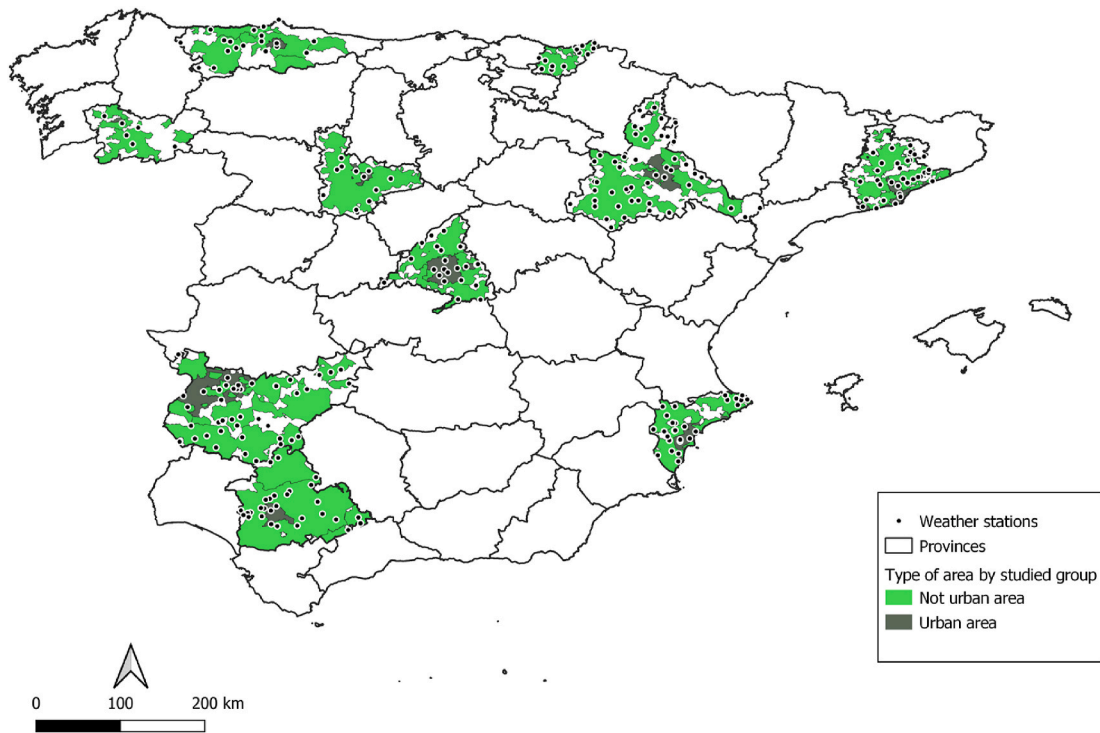 Weather stations
Provinces
Type of area by studied group
Not urban area
Urban area
0 100 200 km